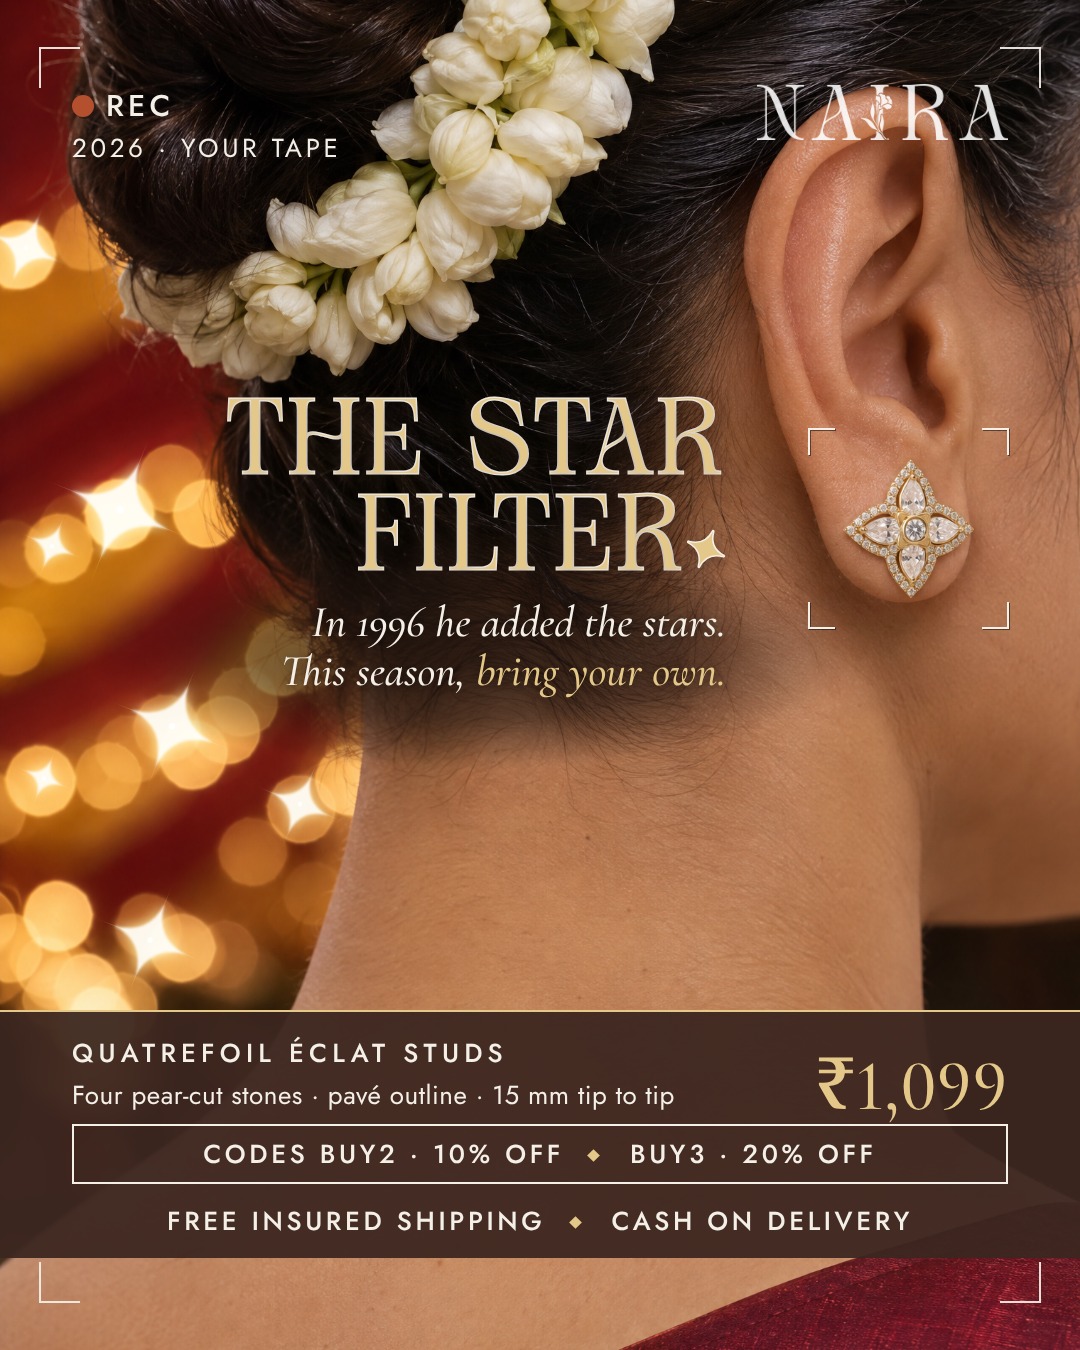 REC
2026 · YOUR TAPE
NAIRA
THE STAR
FILTER
In 1996 he added the stars.
This season, bring your own.
QUATREFOIL ÉCLAT STUDS
Four pear-cut stones · pavé outline · 15 mm tip to tip
₹1,099
CODES BUY2 · 10% OFF ◆ BUY3 · 20% OFF
FREE INSURED SHIPPING ◆ CASH ON DELIVERY